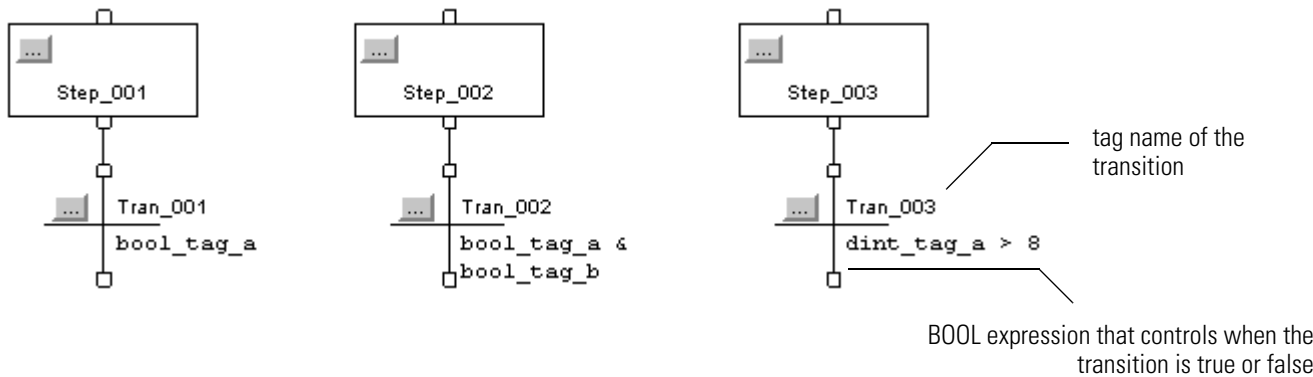 ...
Step_001
...
Step_002
...
Step_003
tag name of the
transition
...
Tran_001
bool_tag_a
...
Tran_002
bool_tag_a &
bool_tag_b
...
Tran_003
dint_tag_a > 8
BOOL expression that controls when the
transition is true or false